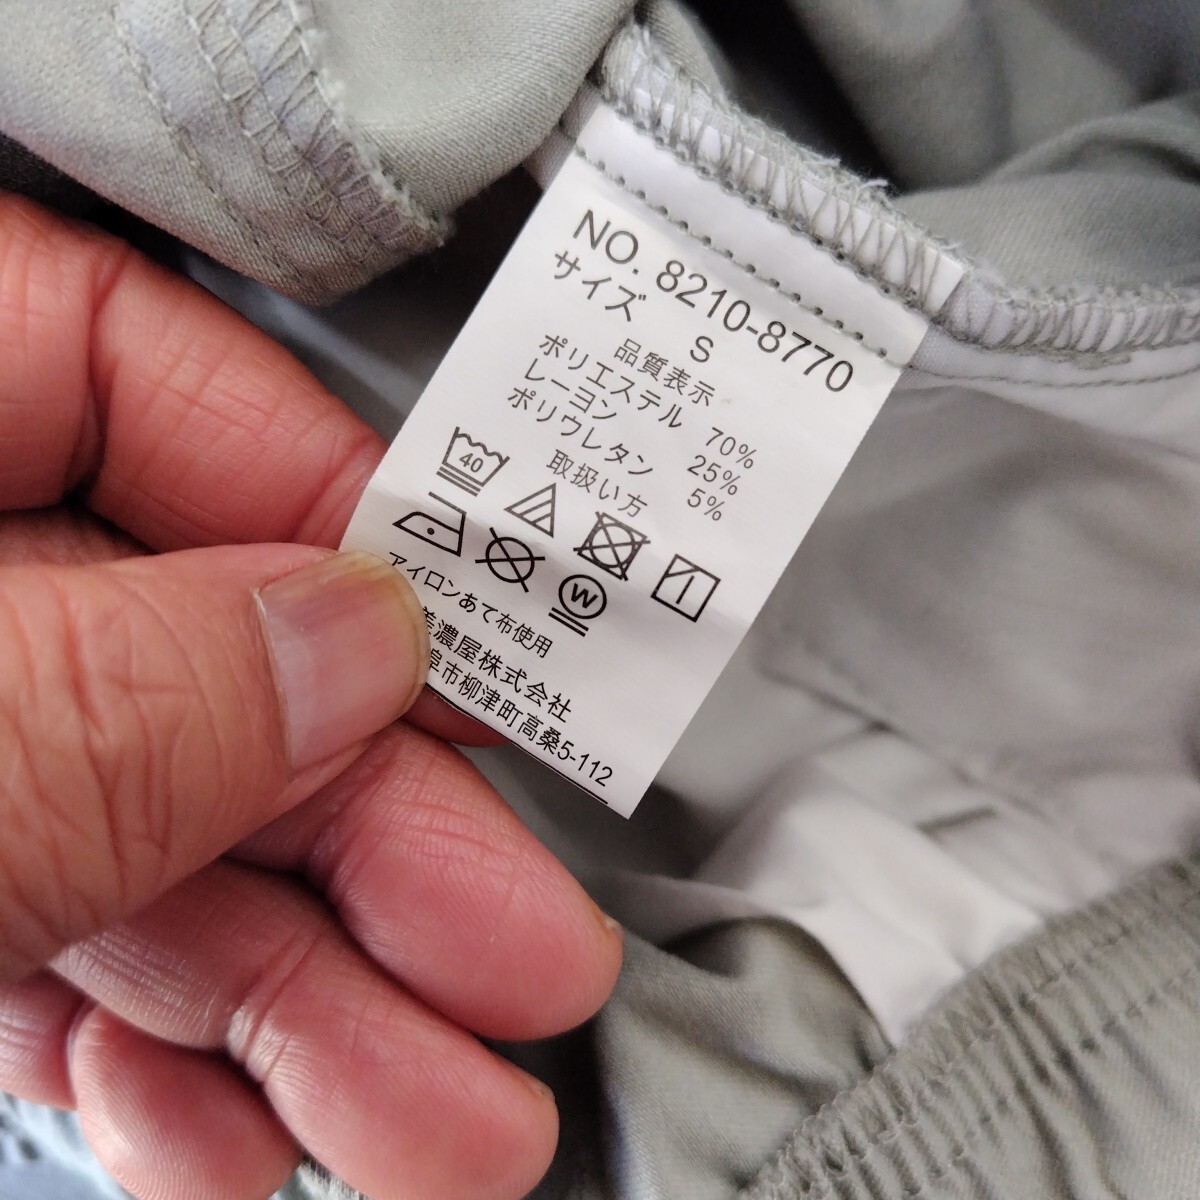 NO. 8210-8770
サイズ S
品質表示
ポリエステル 70%
レーヨン 25%
ポリウレタン 5%
取扱い方
40
W
アイロンあて布使用
美濃屋株式会社
阜市柳津町高桑5-112